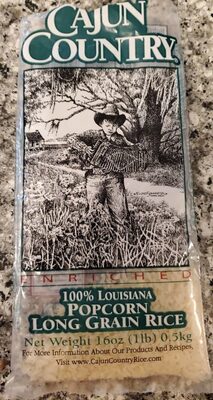 CAJUN
COUNTRY
ENRICHED
100% LOUISIANA
POPCORN
LONG GRAIN RICE
Net Weight 16oz (1lb) 0.5kg
For More Information About Our Products And Recipes,
Visit www.CajunCountryRice.com